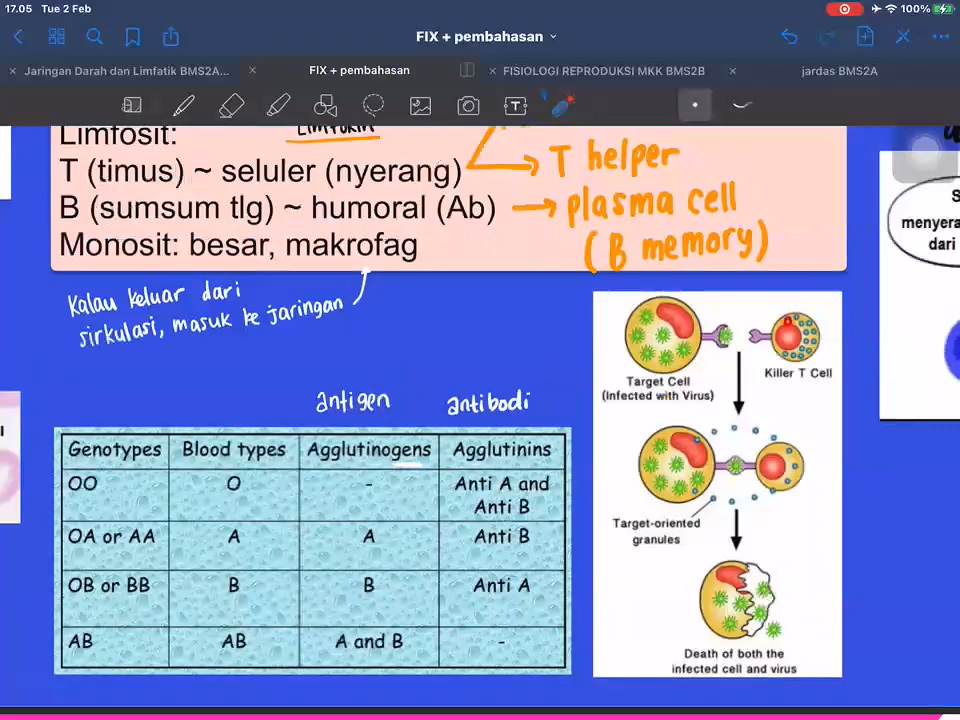 17.05 Tue 2 Feb
100%
FIX + pembahasan
Jaringan Darah dan Limfatik BMS2A...
FIX + pembahasan
FISIOLOGI REPRODUKSI MKK BMS2B
jardas BMS2A
Limfosit:
Limfokin
T (timus) ~ seluler (nyerang)
T helper
B (sumsum tlg) ~ humoral (Ab)
plasma cell
(B memory)
Monosit: besar, makrofag
Kalau keluar dari
sirkulasi, masuk ke jaringan
antigen antibodi
Genotypes Blood types Agglutinogens Agglutinins
OO O - Anti A and
Anti B
OA or AA A A Anti B
OB or BB B B Anti A
AB AB A and B -
Target Cell
(Infected with Virus)
Killer T Cell
Target-oriented
granules
Death of both the
infected cell and virus
menyera
dari